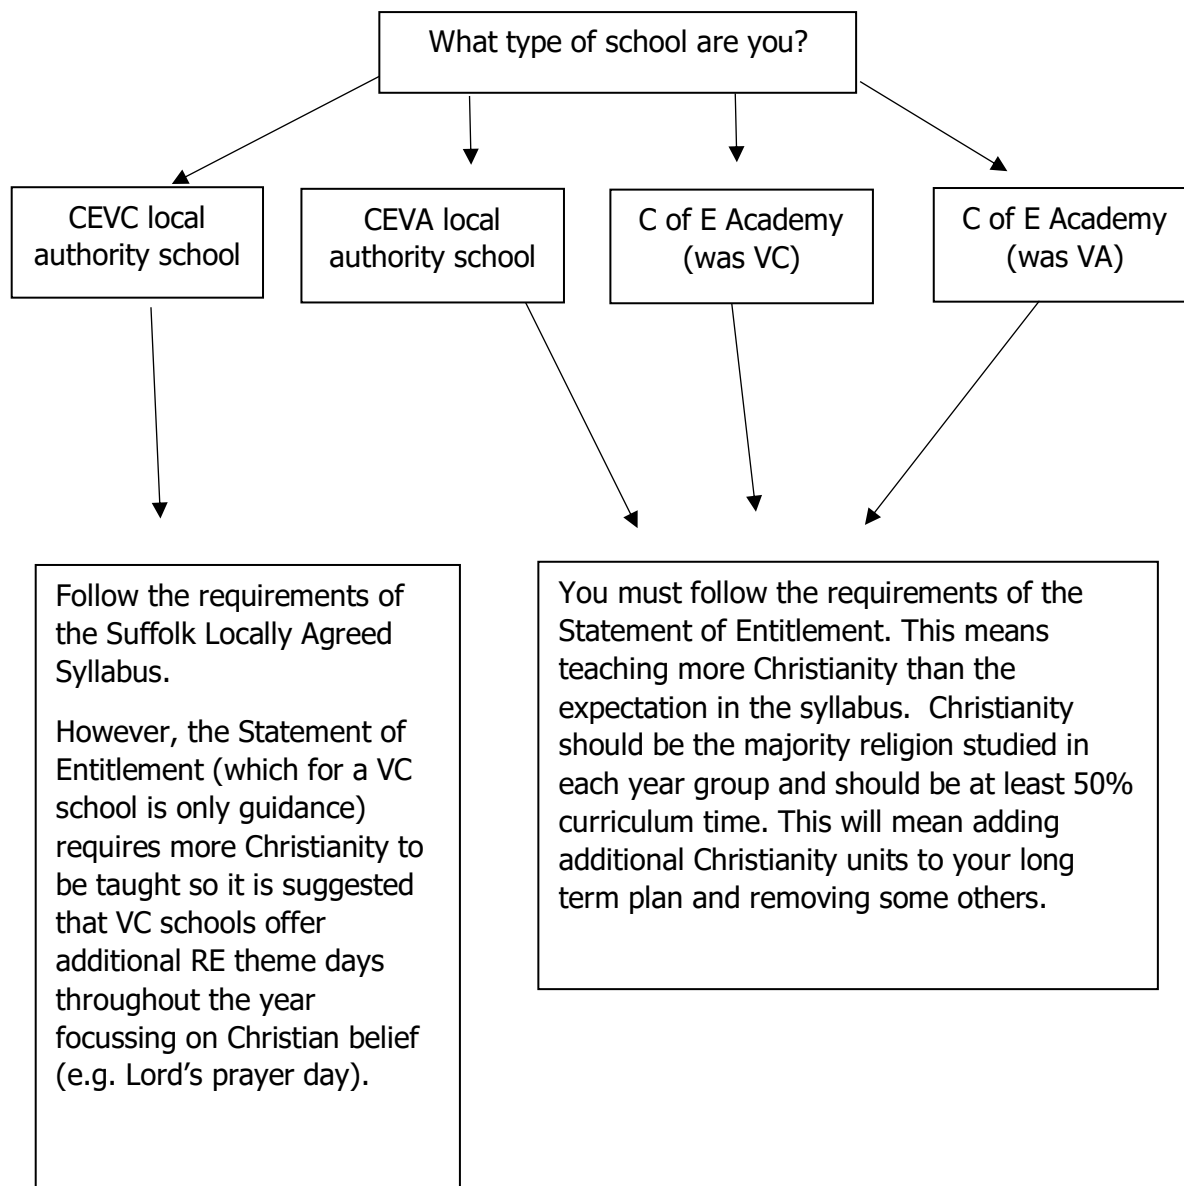 What type of school are you?
CEVC local
authority school
CEVA local
authority school
C of E Academy
(was VC)
C of E Academy
(was VA)
Follow the requirements of
the Suffolk Locally Agreed
Syllabus.
However, the Statement of
Entitlement (which for a VC
school is only guidance)
requires more Christianity to
be taught so it is suggested
that VC schools offer
additional RE theme days
throughout the year
focussing on Christian belief
(e.g. Lord’s prayer day).
You must follow the requirements of the
Statement of Entitlement. This means
teaching more Christianity than the
expectation in the syllabus.  Christianity
should be the majority religion studied in
each year group and should be at least 50%
curriculum time. This will mean adding
additional Christianity units to your long
term plan and removing some others.